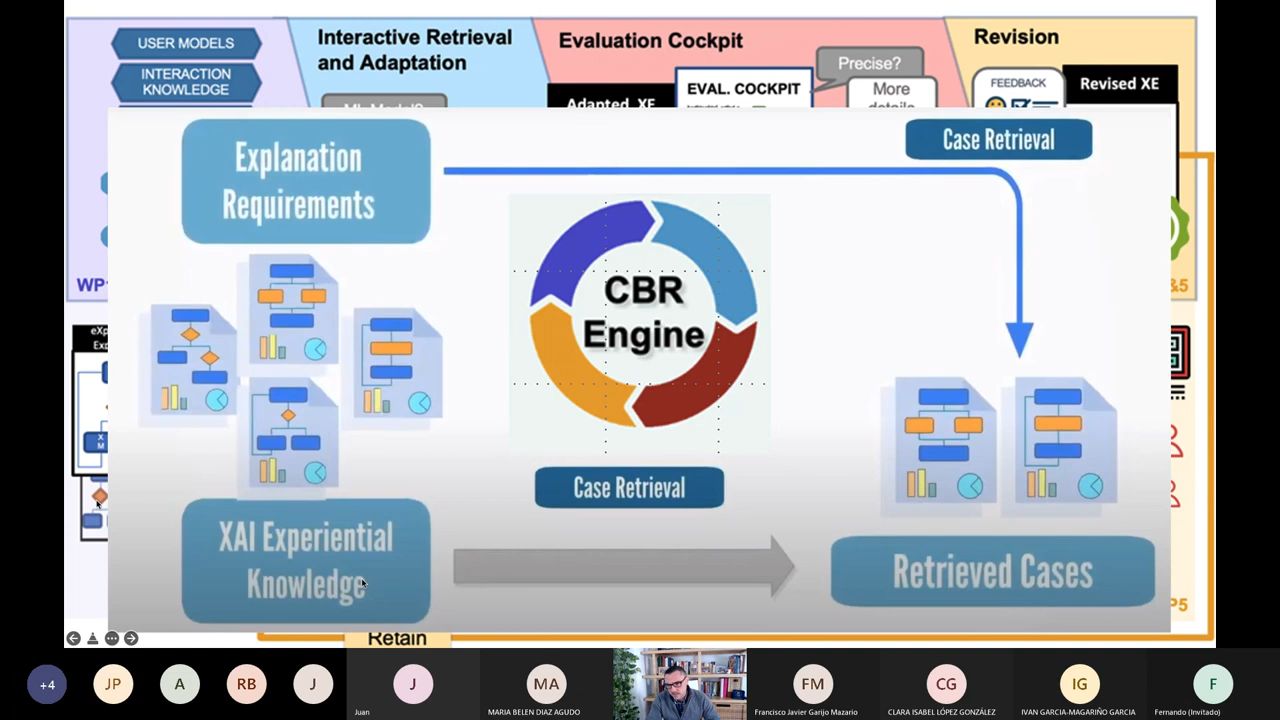 USER MODELS
INTERACTION
KNOWLEDGE
Interactive Retrieval
and Adaptation
Evaluation Cockpit
EVAL. COCKPIT
Adapted XE
Precise?
More
details
Revision
FEEDBACK
Revised XE
Explanation
Requirements
Case Retrieval
CBR
Engine
Case Retrieval
XAI Experiential
Knowledge
Retrieved Cases
Retain
+4
JP
A
RB
J
J
Juan
MA
MARIA BELEN DIAZ AGUDO
FM
Francisco Javier Garijo Mazario
CG
CLARA ISABEL LÓPEZ GONZÁLEZ
IG
IVAN GARCIA-MAGARIÑO GARCIA
F
Fernando (Invitado)